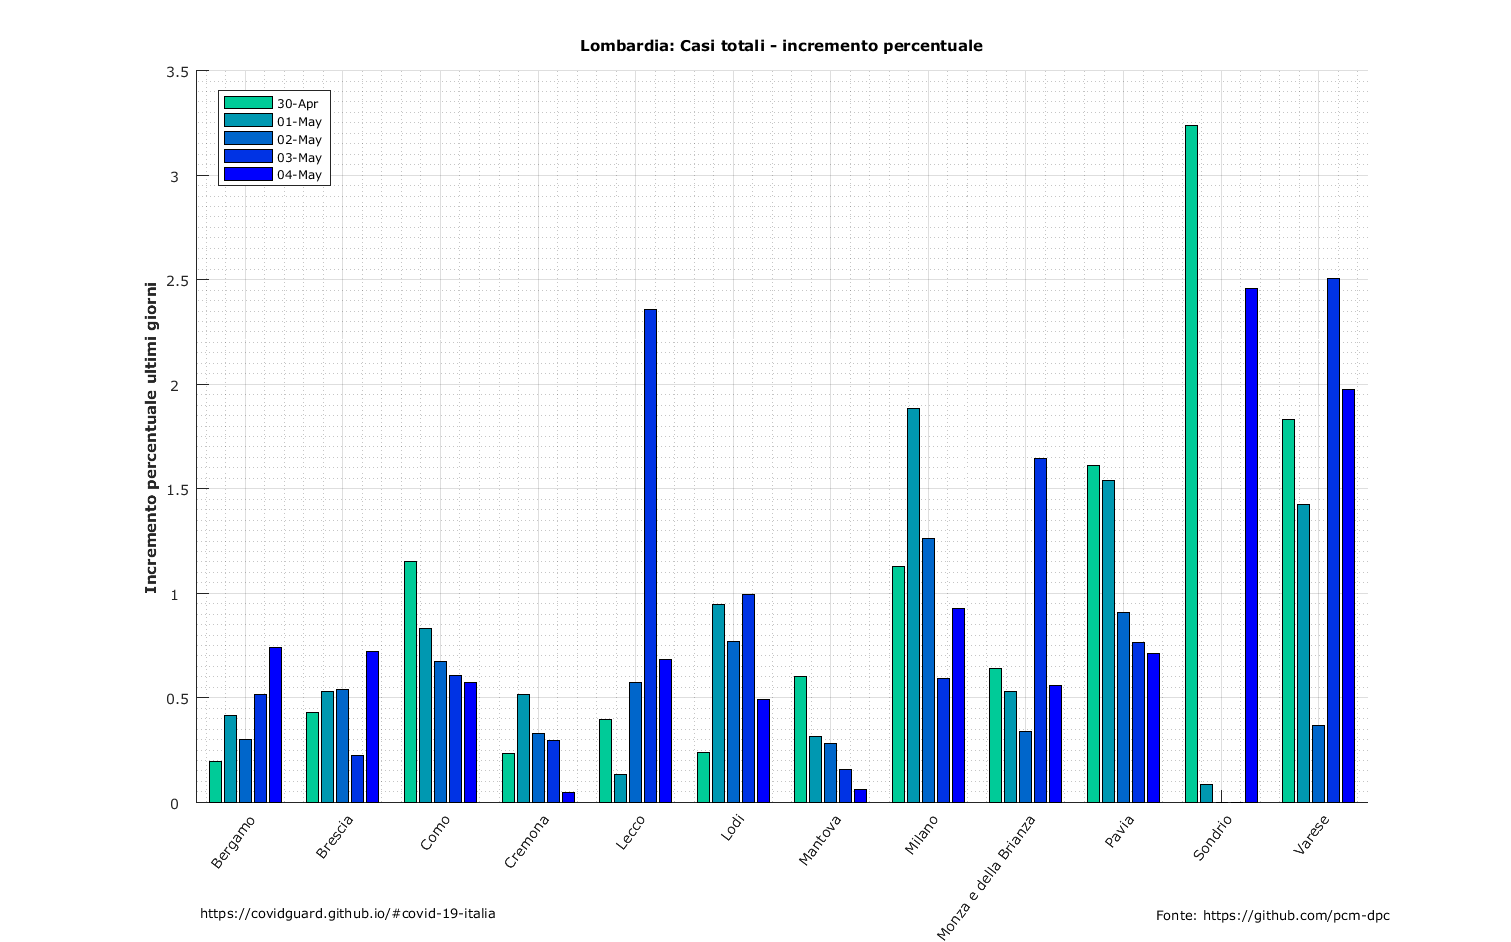 Lombardia: Casi totali - incremento percentuale
3.5
3
2.5
2
1.5
1
0.5
0
Incremento percentuale ultimi giorni
30-Apr
01-May
02-May
03-May
04-May
Bergamo
Brescia
Como
Cremona
Lecco
Lodi
Mantova
Milano
Monza e della Brianza
Pavia
Sondrio
Varese
https://covidguard.github.io/#covid-19-italia
Fonte: https://github.com/pcm-dpc